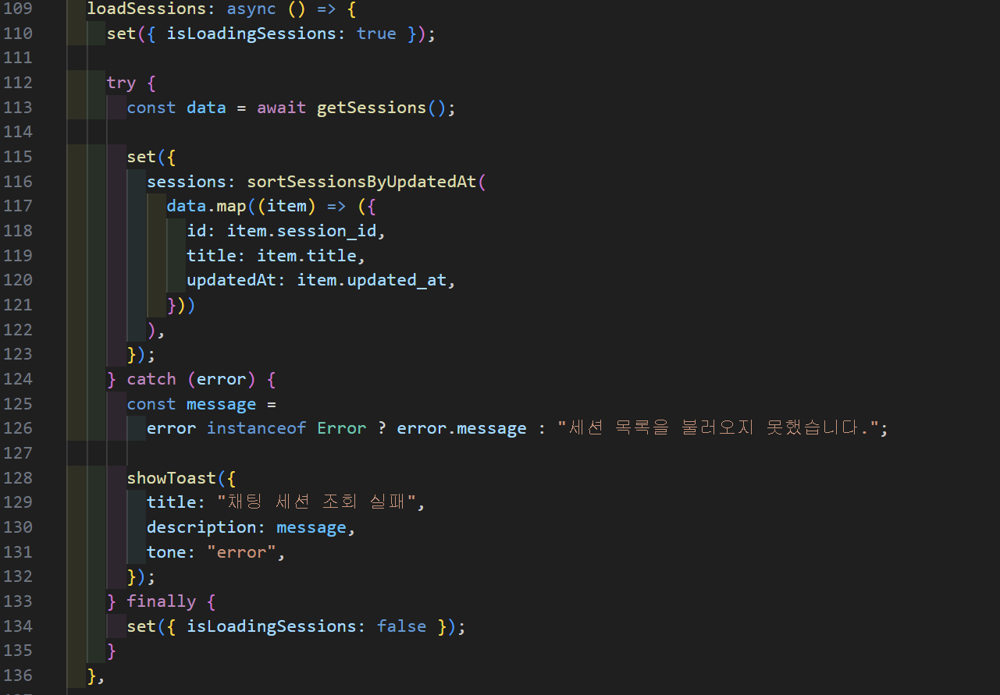 109 loadSessions: async () => {
110 set({ isLoadingSessions: true });
111
112 try {
113 const data = await getSessions();
114
115 set({
116 sessions: sortSessionsByUpdatedAt(
117 data.map((item) => ({
118 id: item.session_id,
119 title: item.title,
120 updatedAt: item.updated_at,
121 }))
122 ),
123 });
124 } catch (error) {
125 const message =
126 error instanceof Error ? error.message : "세션 목록을 불러오지 못했습니다.";
127
128 showToast({
129 title: "채팅 세션 조회 실패",
130 description: message,
131 tone: "error",
132 });
133 } finally {
134 set({ isLoadingSessions: false });
135 }
136 },